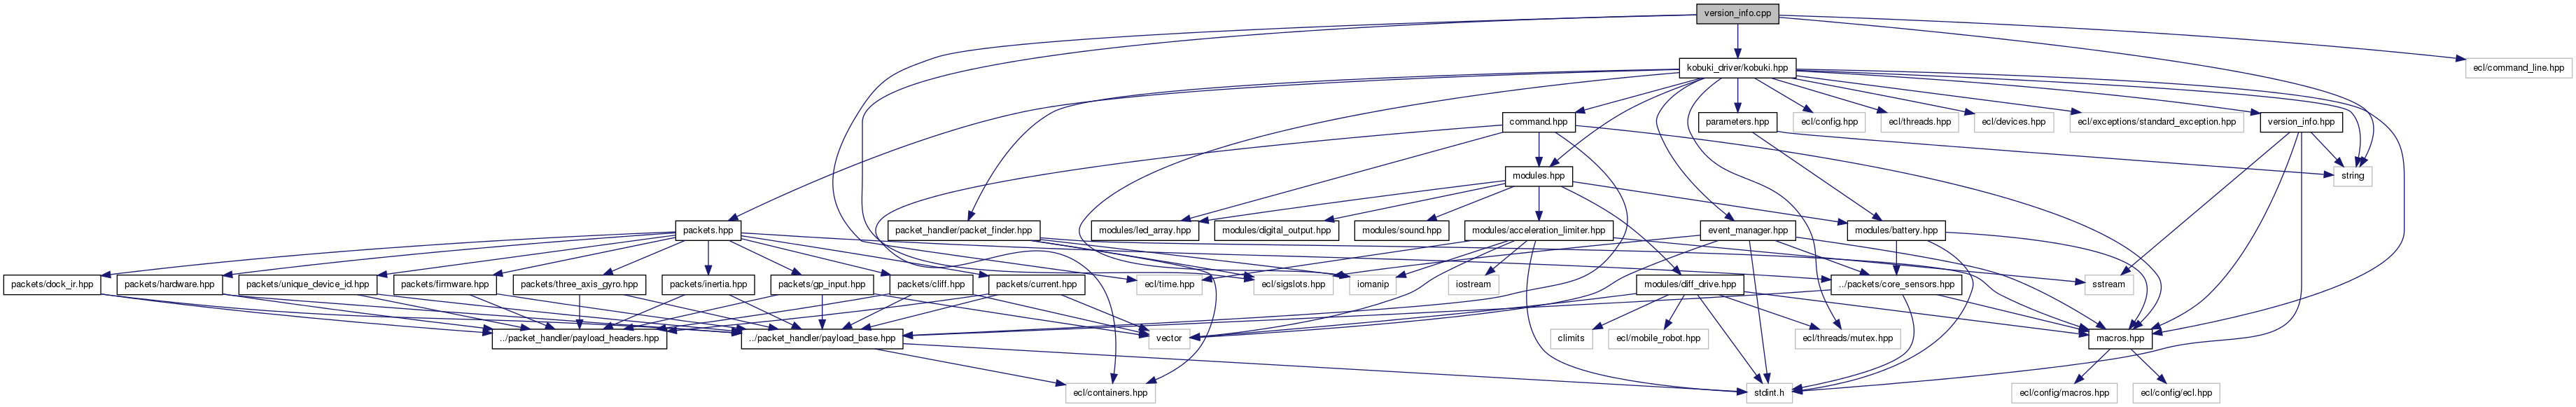 version_info.cpp
kobuki_driver/kobuki.hpp
ecl/command_line.hpp
command.hpp
parameters.hpp
ecl/config.hpp
ecl/threads.hpp
ecl/devices.hpp
ecl/exceptions/standard_exception.hpp
version_info.hpp
modules.hpp
string
packets.hpp
packet_handler/packet_finder.hpp
modules/led_array.hpp
modules/digital_output.hpp
modules/sound.hpp
modules/acceleration_limiter.hpp
event_manager.hpp
modules/battery.hpp
packets/dock_ir.hpp
packets/hardware.hpp
packets/unique_device_id.hpp
packets/firmware.hpp
packets/three_axis_gyro.hpp
packets/inertia.hpp
packets/gp_input.hpp
packets/cliff.hpp
packets/current.hpp
ecl/time.hpp
ecl/sigslots.hpp
iomanip
iostream
modules/diff_drive.hpp
../packets/core_sensors.hpp
sstream
../packet_handler/payload_headers.hpp
../packet_handler/payload_base.hpp
vector
climits
ecl/mobile_robot.hpp
ecl/threads/mutex.hpp
macros.hpp
ecl/containers.hpp
stdint.h
ecl/config/macros.hpp
ecl/config/ecl.hpp